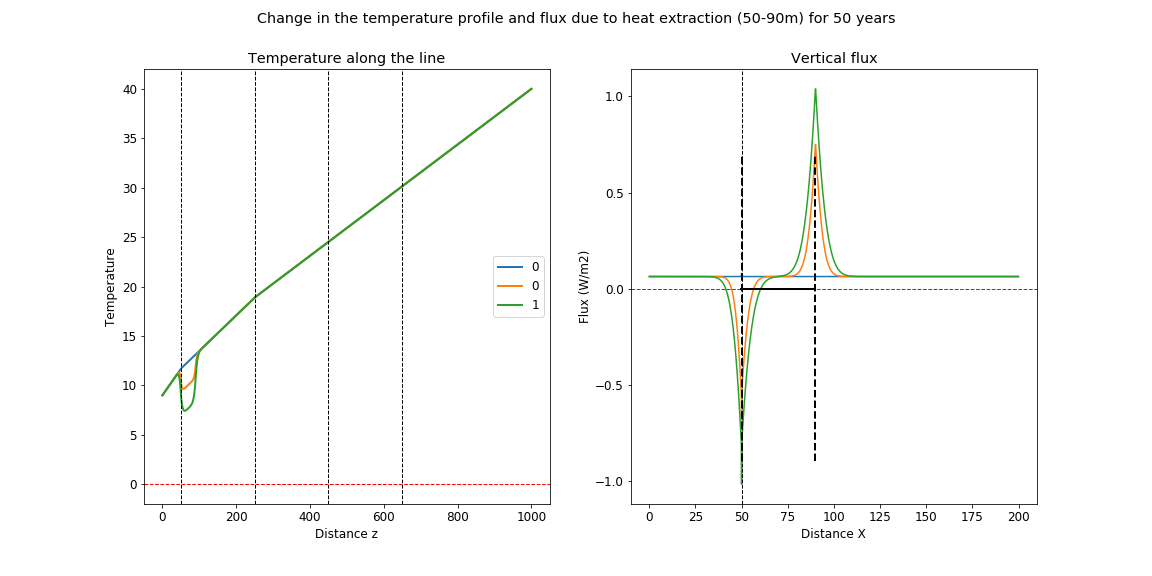 Change in the temperature profile and flux due to heat extraction (50-90m) for 50 years
Temperature along the line
Temperature
40
35
30
25
20
15
10
5
0
0 200 400 600 800 1000
Distance z
0
0
1
Vertical flux
Flux (W/m2)
1.0
0.5
0.0
−0.5
−1.0
0 25 50 75 100 125 150 175 200
Distance X